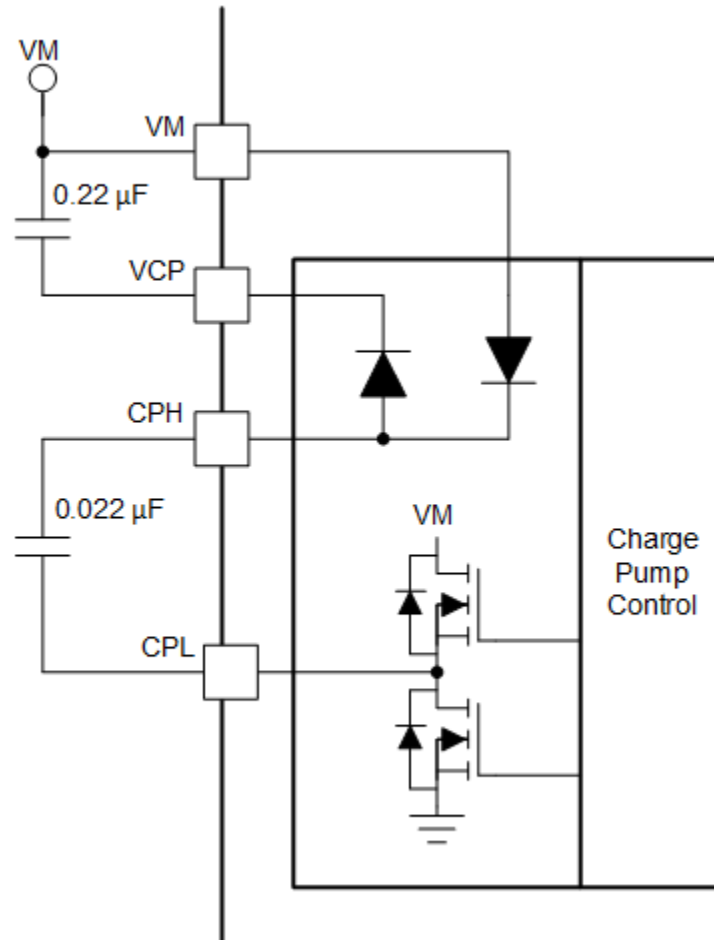 VM
VM
0.22 µF
VCP
CPH
0.022 µF
VM
Charge
Pump
Control
CPL